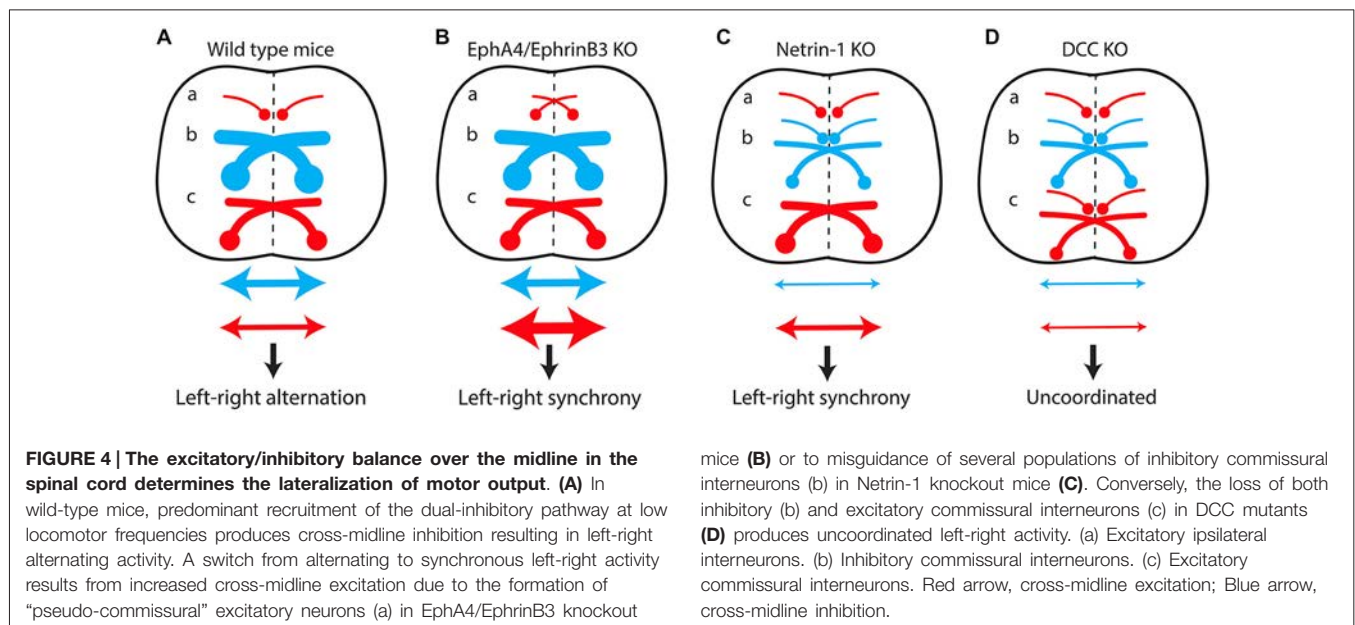 A
Wild type mice
a
b
c
Left-right alternation
B
EphA4/EphrinB3 KO
a
b
c
Left-right synchrony
C
Netrin-1 KO
a
b
c
Left-right synchrony
D
DCC KO
a
b
c
Uncoordinated
FIGURE 4 | The excitatory/inhibitory balance over the midline in the
spinal cord determines the lateralization of motor output. (A) In
wild-type mice, predominant recruitment of the dual-inhibitory pathway at low
locomotor frequencies produces cross-midline inhibition resulting in left-right
alternating activity. A switch from alternating to synchronous left-right activity
results from increased cross-midline excitation due to the formation of
“pseudo-commissural” excitatory neurons (a) in EphA4/EphrinB3 knockout
mice (B) or to misguidance of several populations of inhibitory commissural
interneurons (b) in Netrin-1 knockout mice (C). Conversely, the loss of both
inhibitory (b) and excitatory commissural interneurons (c) in DCC mutants
(D) produces uncoordinated left-right activity. (a) Excitatory ipsilateral
interneurons. (b) Inhibitory commissural interneurons. (c) Excitatory
commissural interneurons. Red arrow, cross-midline excitation; Blue arrow,
cross-midline inhibition.